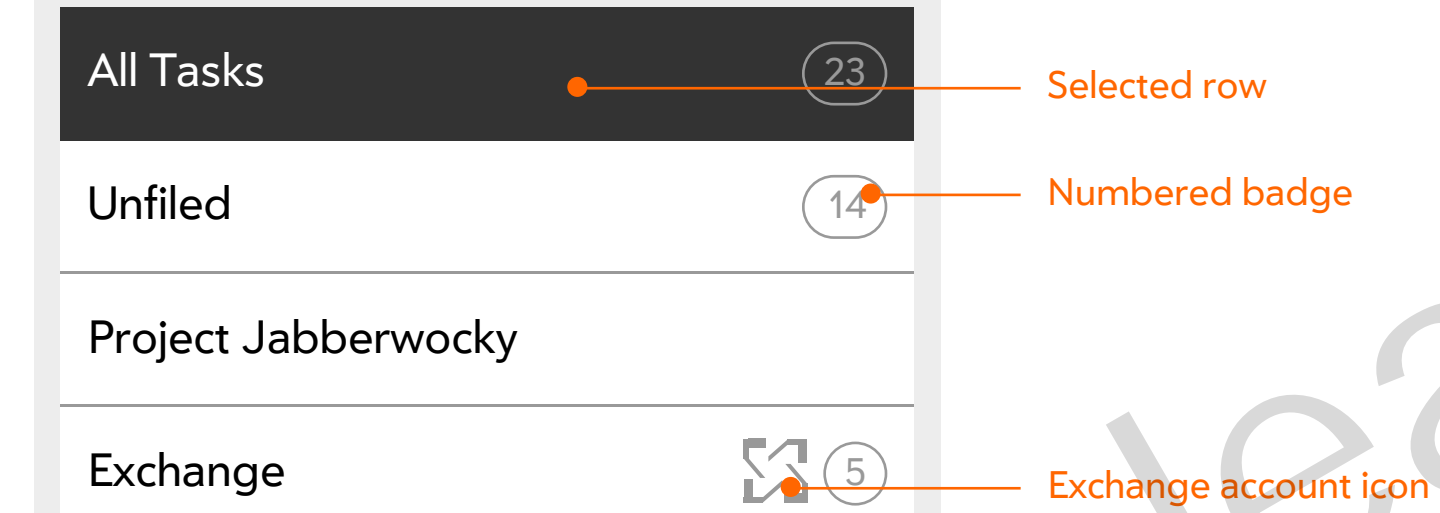 All Tasks 23 Selected row
Unfiled 14 Numbered badge
Project Jabberwocky
Exchange 5 Exchange account icon